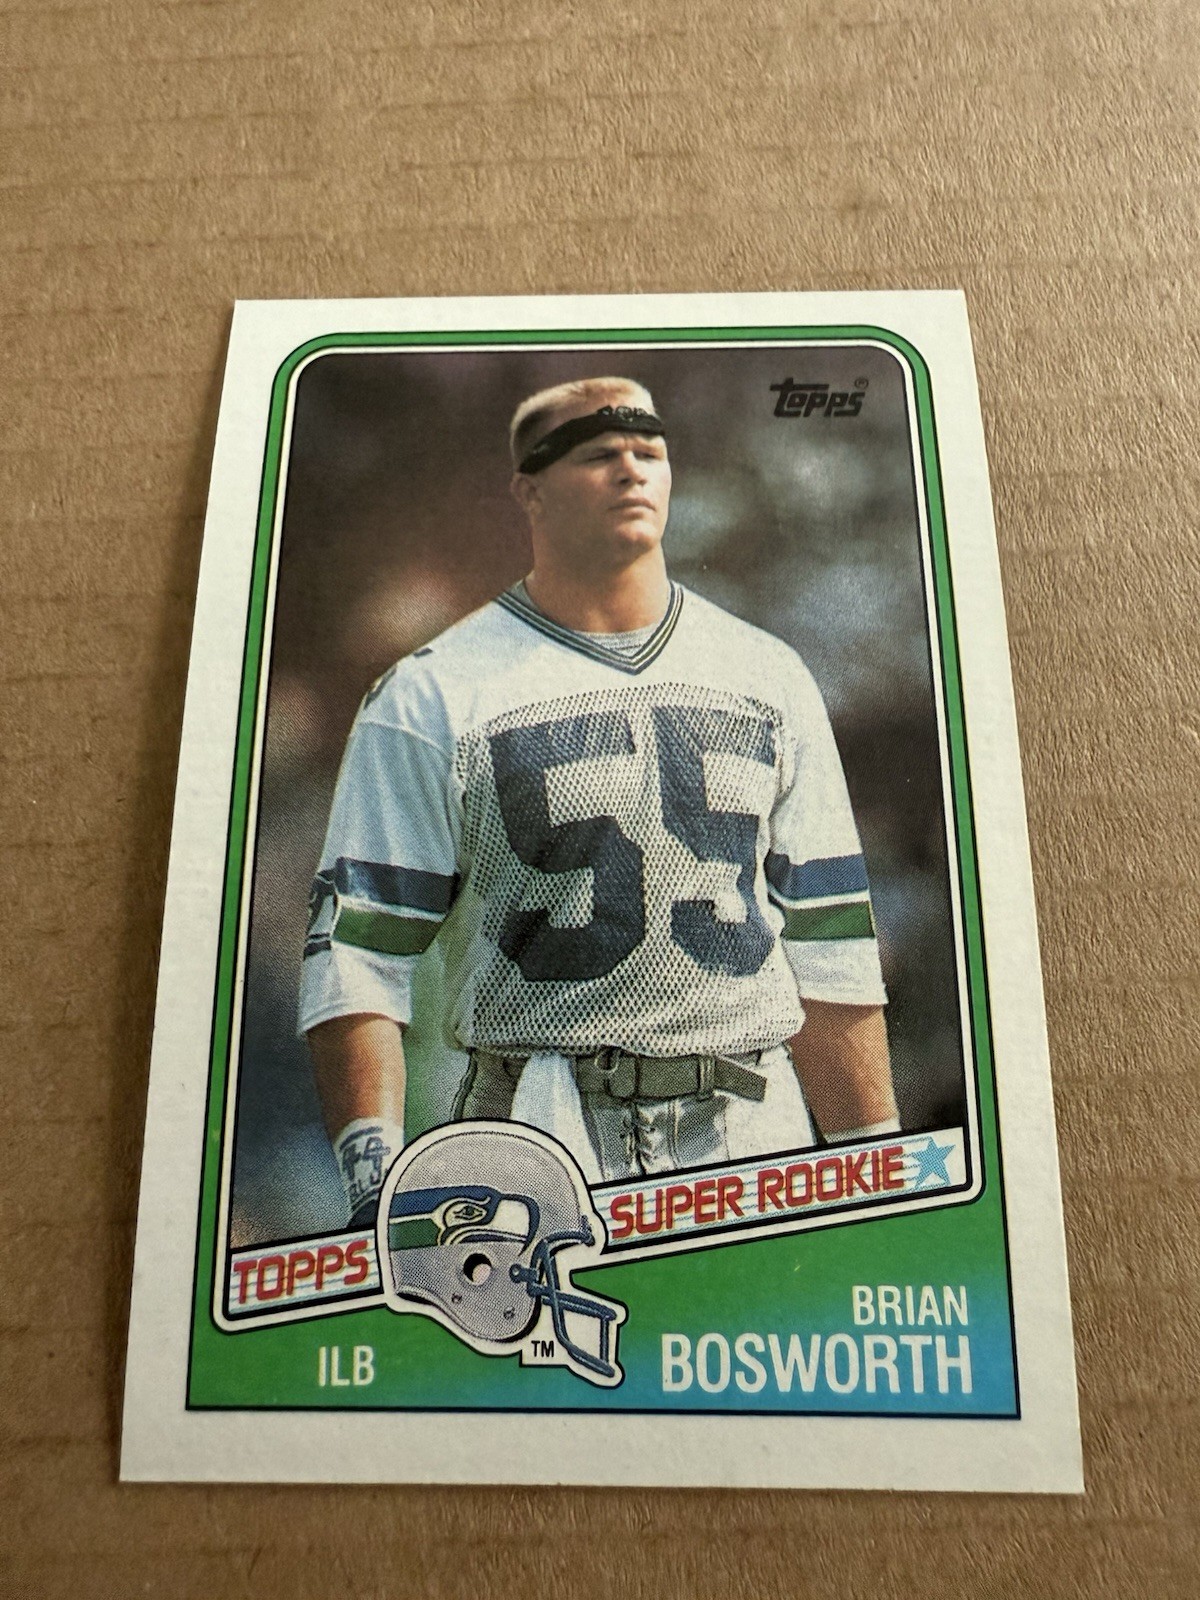 topps®
55
TOPPS SUPER ROOKIE
TM
ILB
BRIAN
BOSWORTH